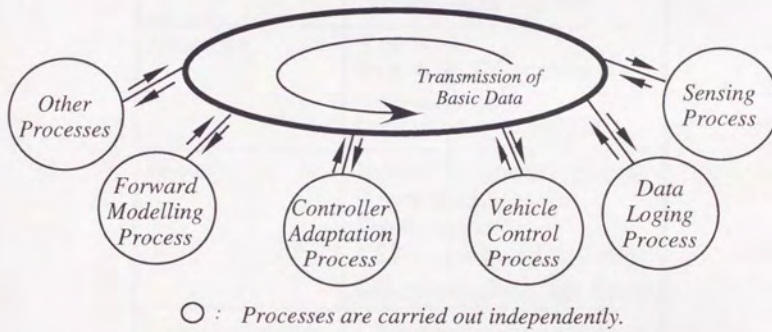 Transmission of
Basic Data
Other
Processes
Forward
Modelling
Process
Controller
Adaptation
Process
Vehicle
Control
Process
Data
Loging
Process
Sensing
Process
: Processes are carried out independently.